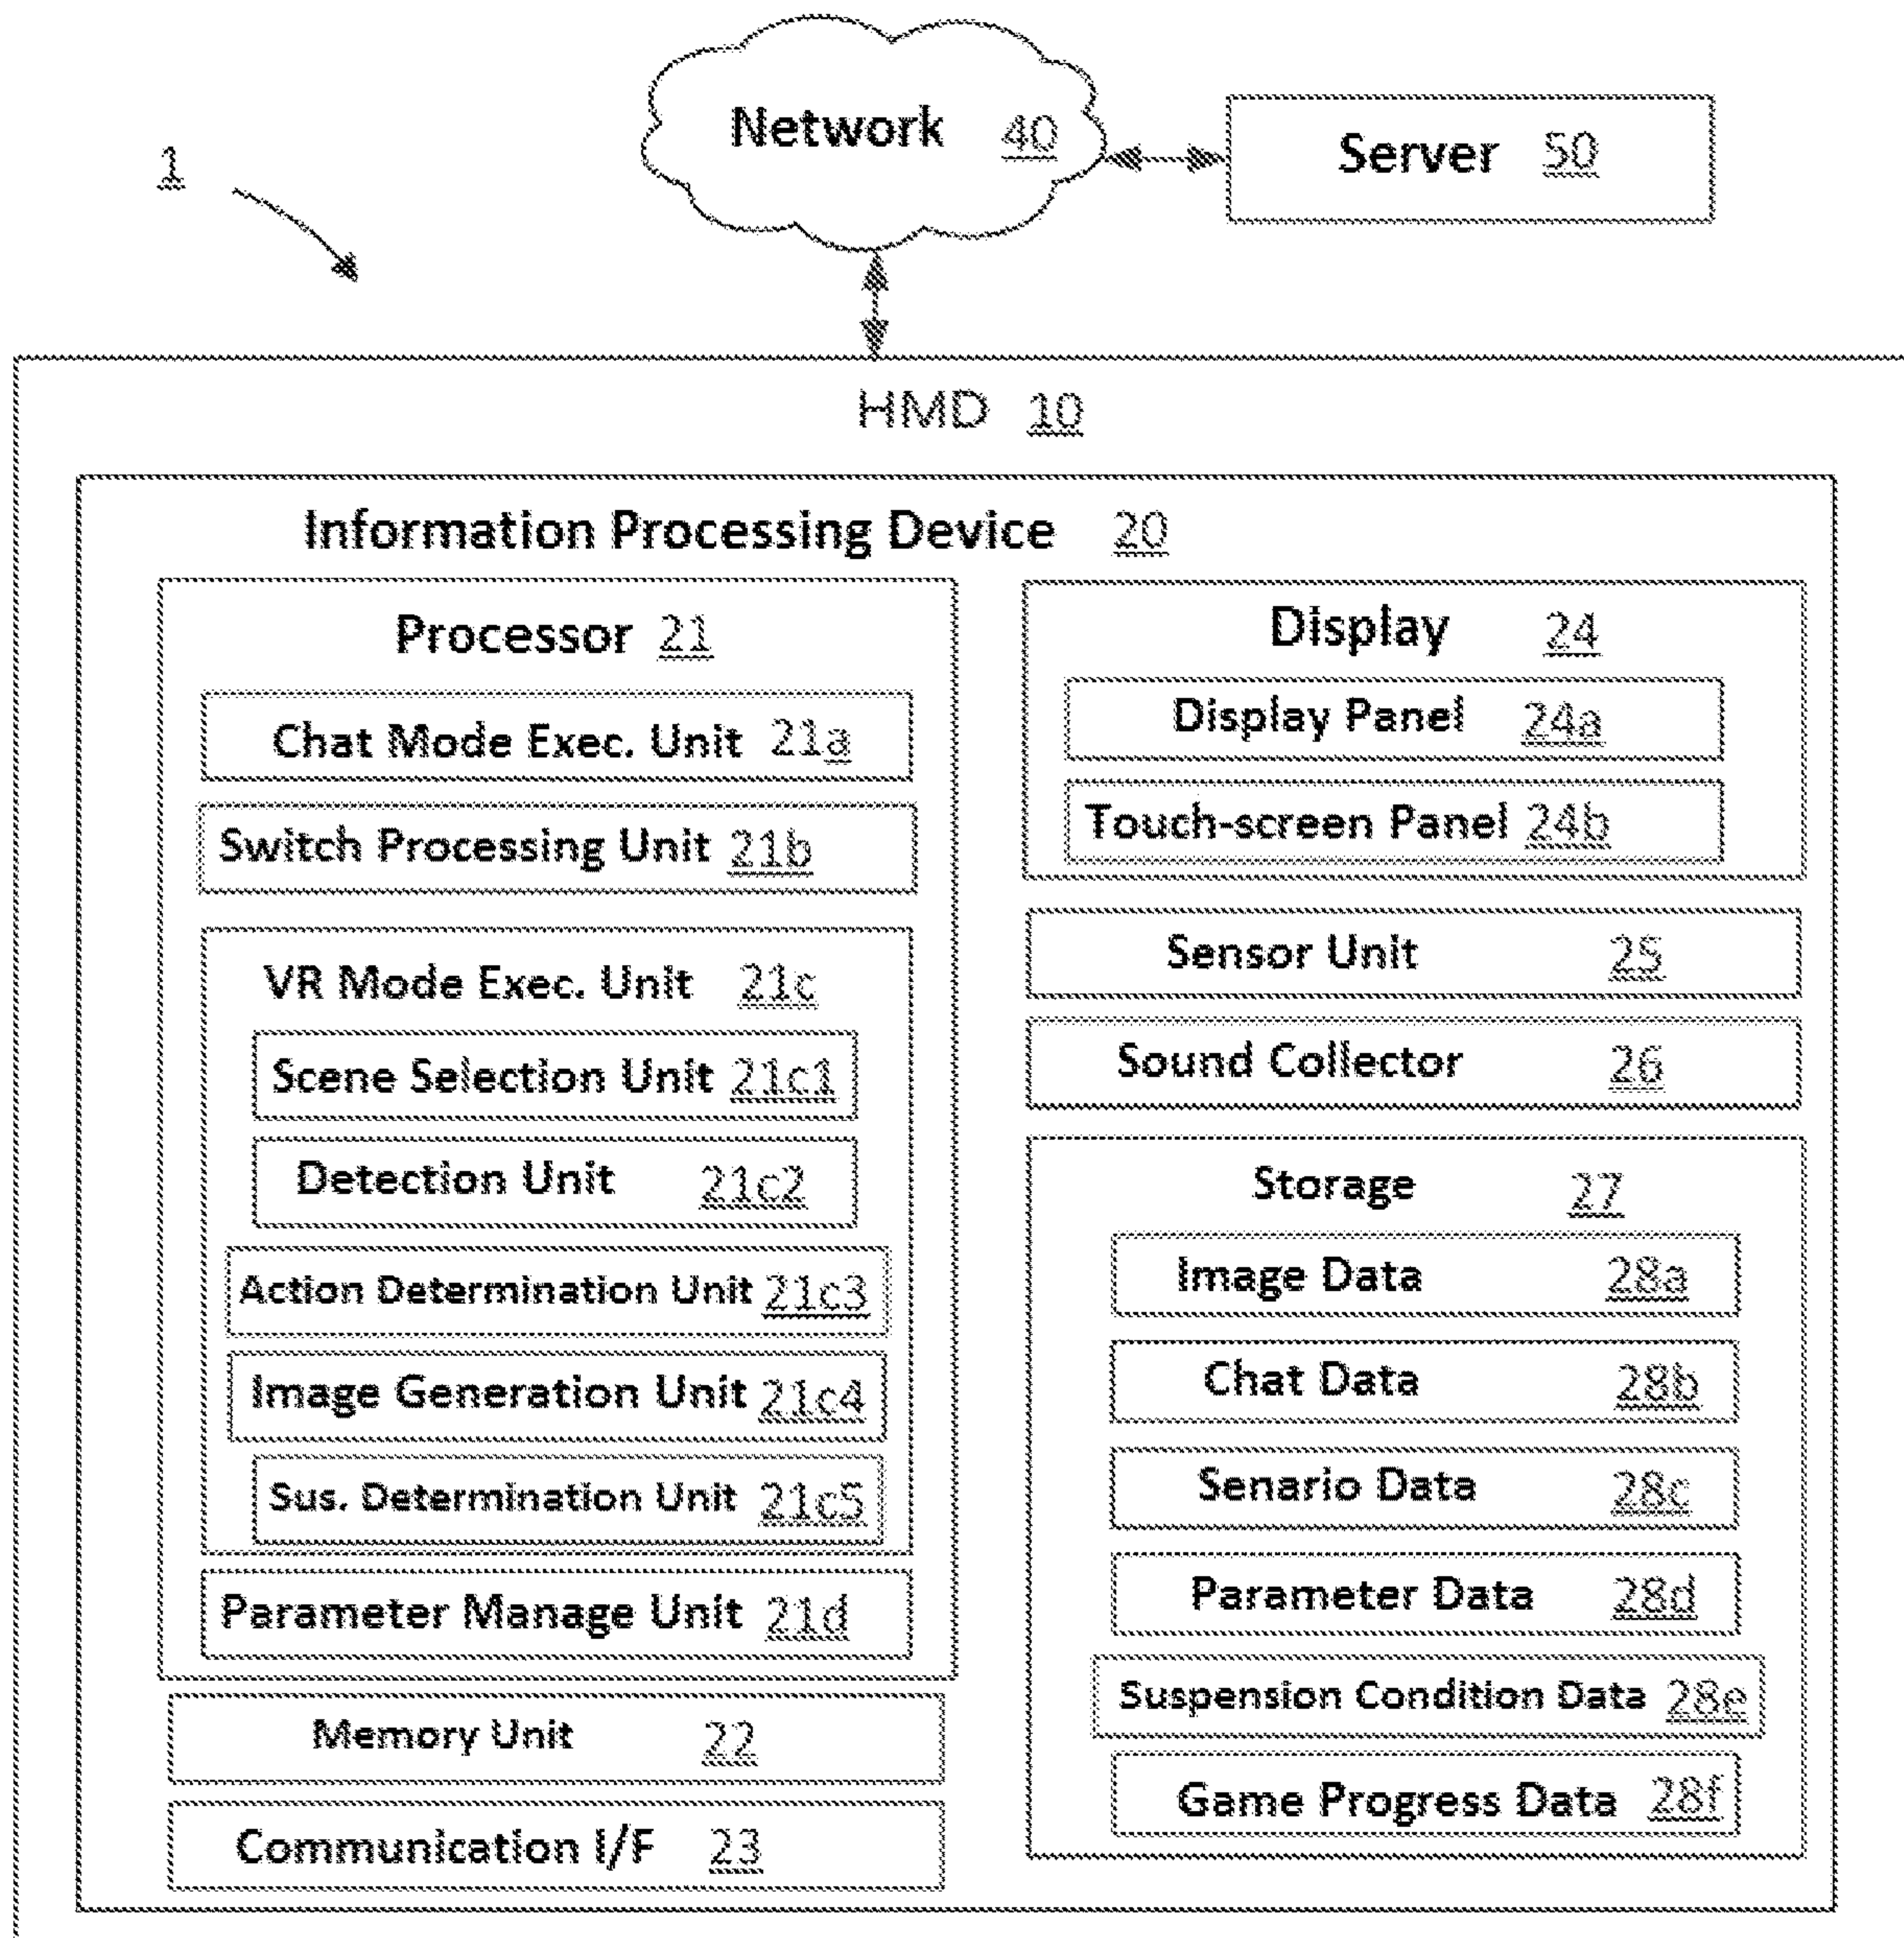 Network 40
Server 50
1
HMD 10
Information Processing Device 20
Processor 21
Chat Mode Exec. Unit 21a
Switch Processing Unit 21b
VR Mode Exec. Unit 21c
Scene Selection Unit 21c1
Detection Unit 21c2
Action Determination Unit 21c3
Image Generation Unit 21c4
Sus. Determination Unit 21c5
Parameter Manage Unit 21d
Memory Unit 22
Communication I/F 23
Display 24
Display Panel 24a
Touch-screen Panel 24b
Sensor Unit 25
Sound Collector 26
Storage 27
Image Data 28a
Chat Data 28b
Senario Data 28c
Parameter Data 28d
Suspension Condition Data 28e
Game Progress Data 28f